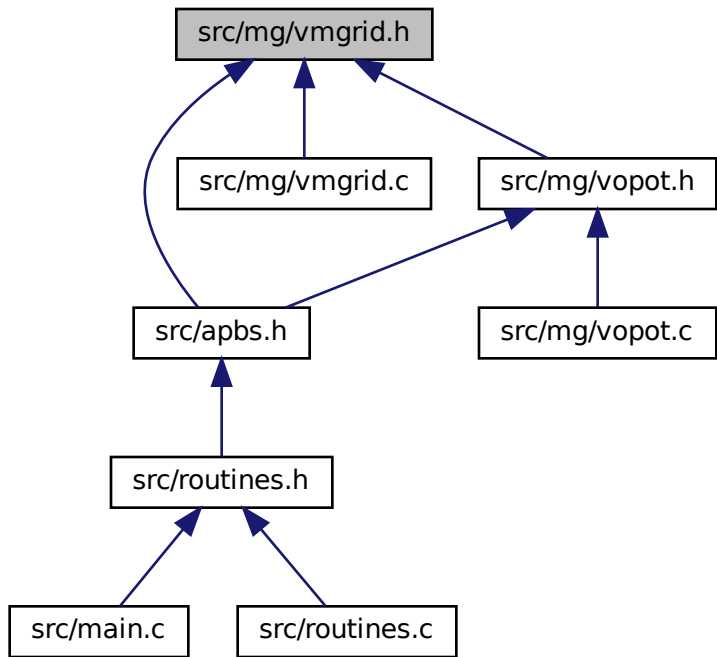 src/mg/vmgrid.h
src/mg/vmgrid.c
src/mg/vopot.h
src/apbs.h
src/mg/vopot.c
src/routines.h
src/main.c
src/routines.c